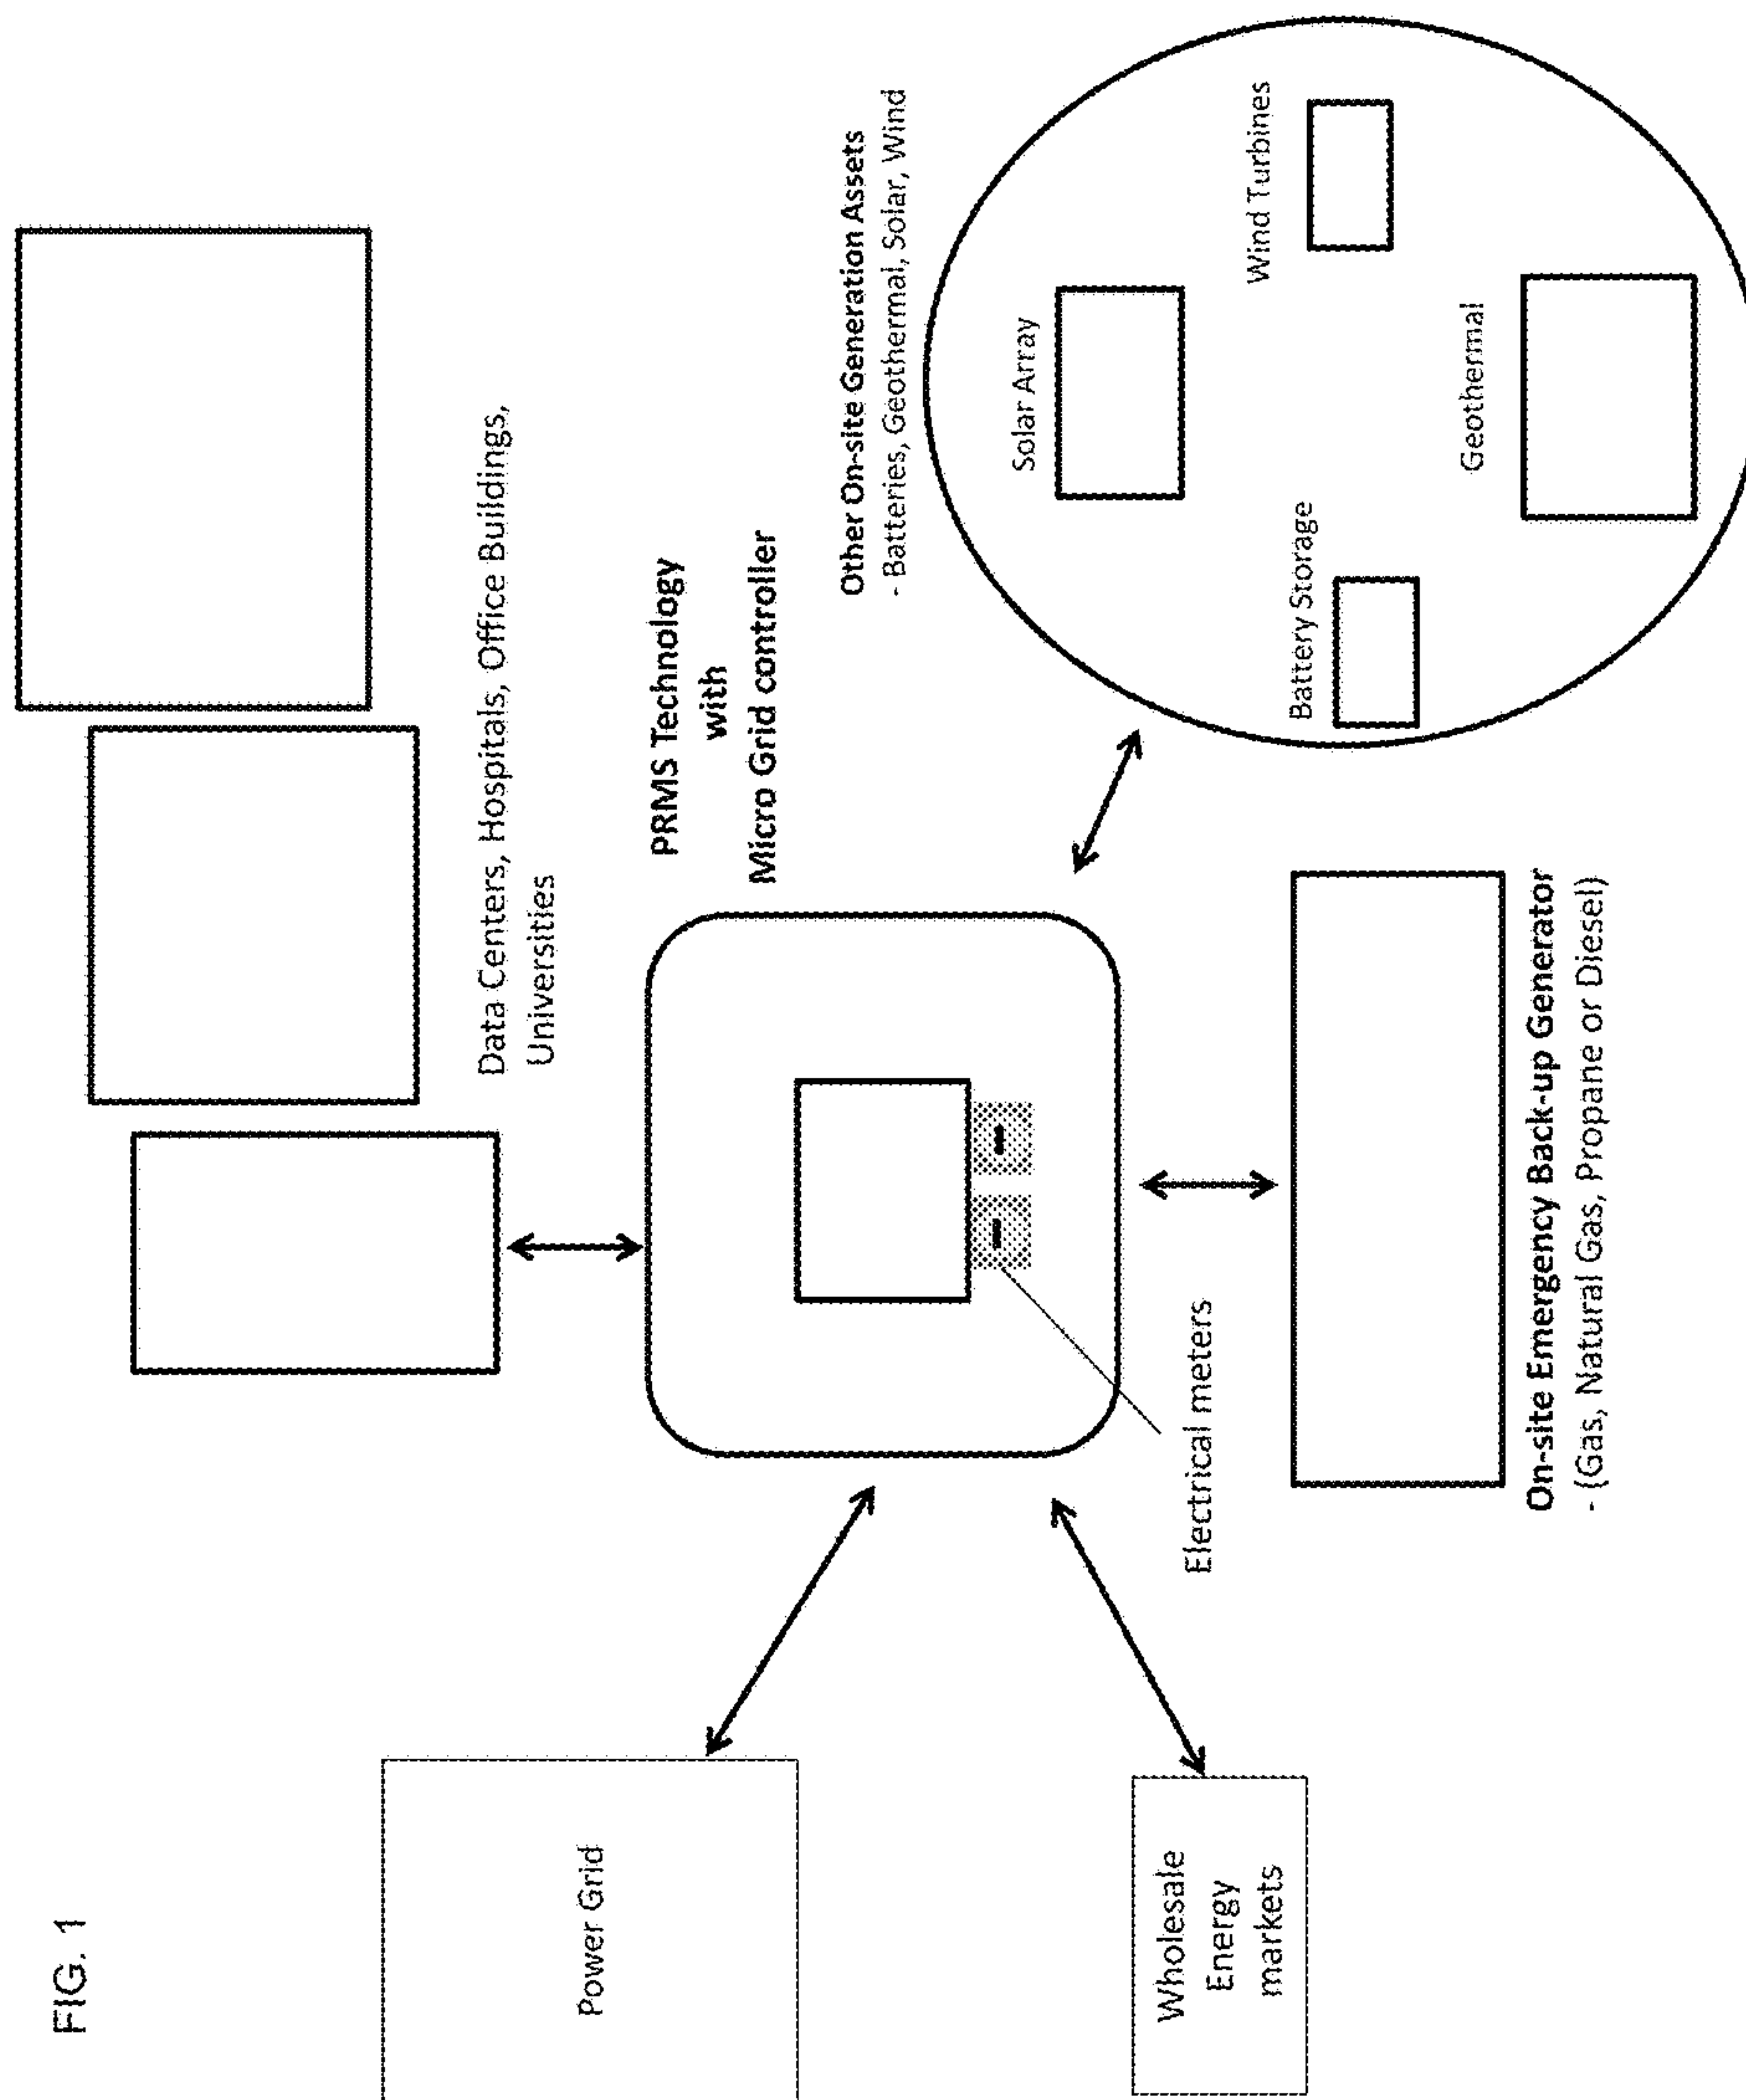 FIG. 1
Data Centers, Hospitals, Office Buildings,
Universities
Power Grid
PRMS Technology
with
Micro Grid controller
Other On-site Generation Assets
- Batteries, Geothermal, Solar, Wind
Solar Array
Wind Turbines
Battery Storage
Geothermal
Wholesale
Energy
markets
Electrical meters
On-site Emergency Back-up Generator
- (Gas, Natural Gas, Propane or Diesel)